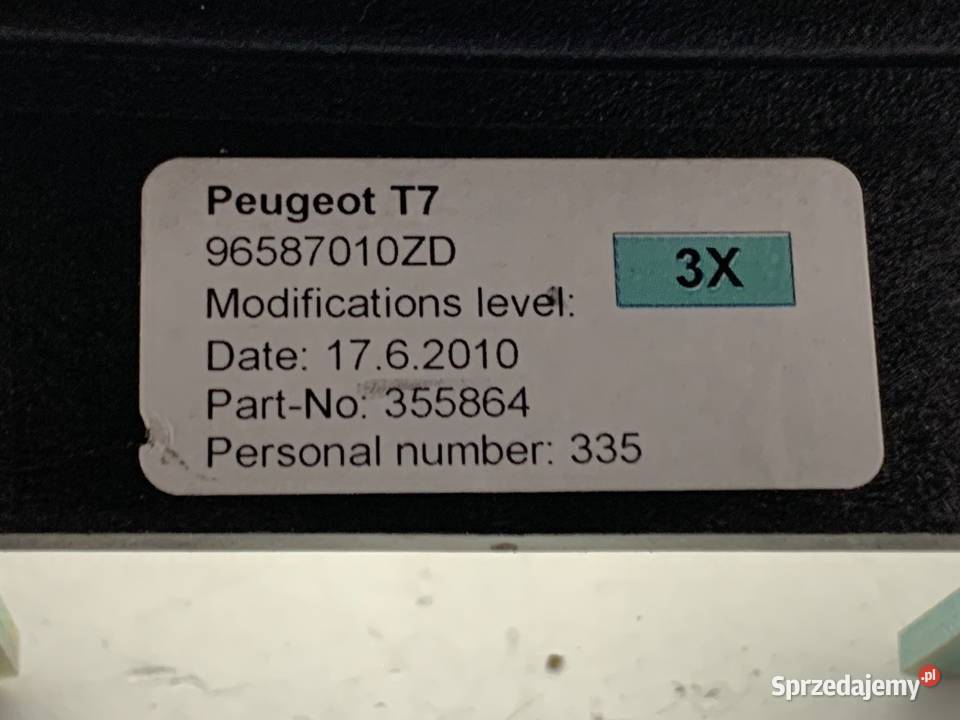 Peugeot T7
96587010ZD
3X
Modifications level:
Date: 17.6.2010
Part-No: 355864
Personal number: 335
Sprzedajemy.pl